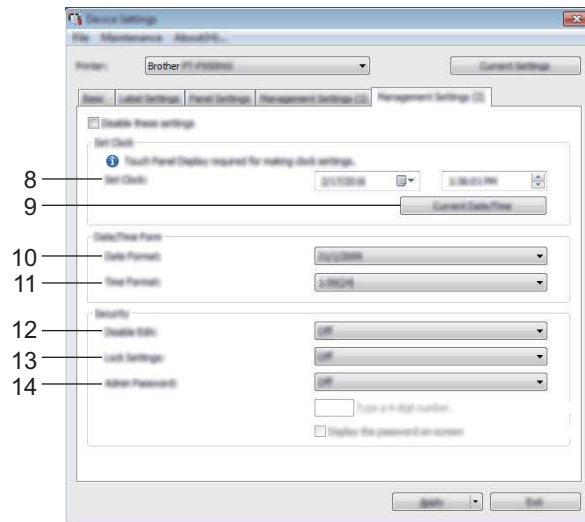 Device Settings
File Maintenance
Printer: Brother Current Settings
Basic Label Settings Panel Settings Management Settings (1) Management Settings (2)
Disable these settings
Set Clock
Touch Panel Display required for making clock settings.
8 Set Clock: 2/17/2016 1:36:01 PM
9 Current Date/Time
Date/Time Form
10 Date Format:
11 Time Format:
Security
12 Disable Edit: Off
13 Lock Settings: Off
14 Admin Password: Off
Type a 4-digit number.
Display the password on-screen
Apply Exit